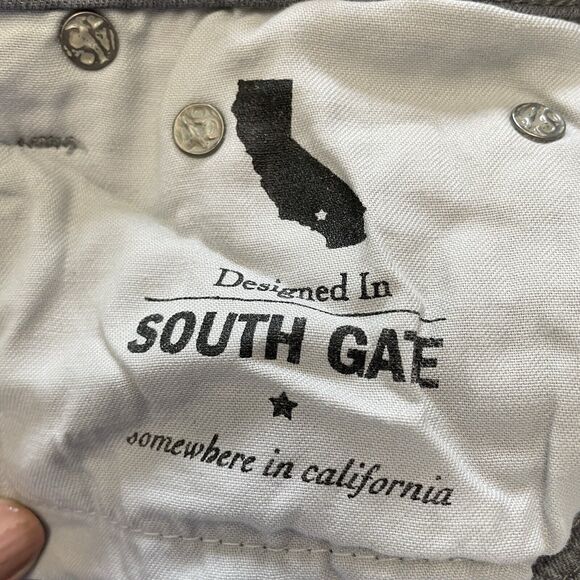 Designed In
SOUTH GATE
somewhere in california